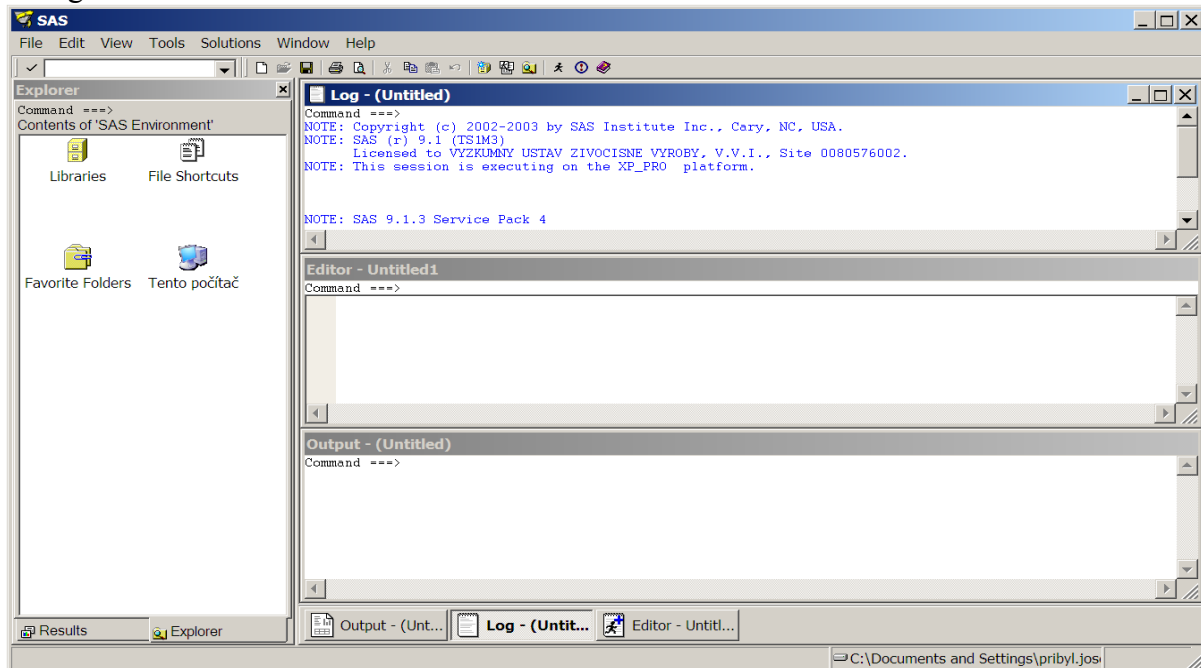 SAS
File Edit View Tools Solutions Window Help
Explorer
Command ===>
Contents of 'SAS Environment'
Libraries
File Shortcuts
Favorite Folders
Tento počítač
Results
Explorer
Log - (Untitled)
Command ===>
NOTE: Copyright (c) 2002-2003 by SAS Institute Inc., Cary, NC, USA.
NOTE: SAS (r) 9.1 (TS1M3)
Licensed to VYZKUMNY USTAV ZIVOCISNE VYROBY, V.V.I., Site 0080576002.
NOTE: This session is executing on the XP_PRO platform.
NOTE: SAS 9.1.3 Service Pack 4
Editor - Untitled1
Command ===>
Output - (Untitled)
Command ===>
Output - (Unt...
Log - (Untit...
Editor - Untitl...
C:\Documents and Settings\pribyl.jos